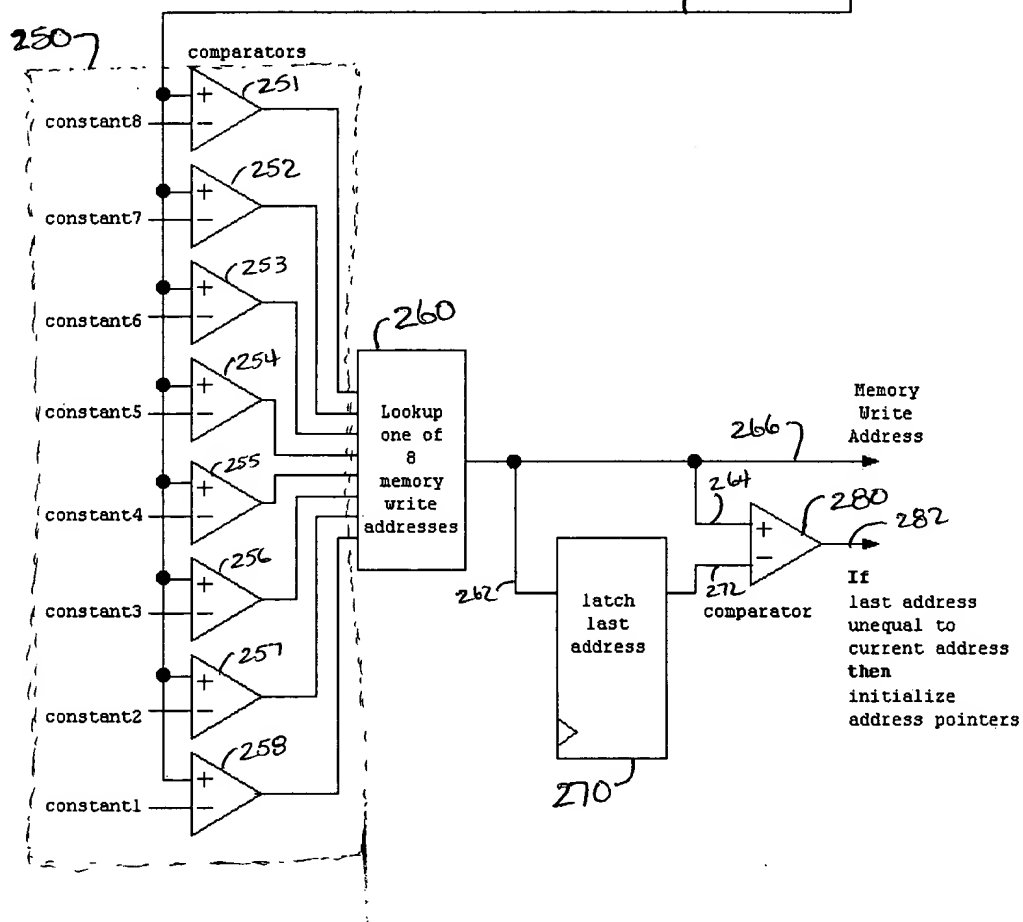 250
comparators
+
251
constant8 −
+
252
constant7 −
+
253
constant6 −
+
254
constant5 −
+
255
constant4 −
+
256
constant3 −
+
257
constant2 −
+
258
constant1 −
260
Lookup
one of
8
memory
write
addresses
266
Memory
Write
Address
264
+
−
280
282
272
comparator
262
latch
last
address
270
If
last address
unequal to
current address
then
initialize
address pointers